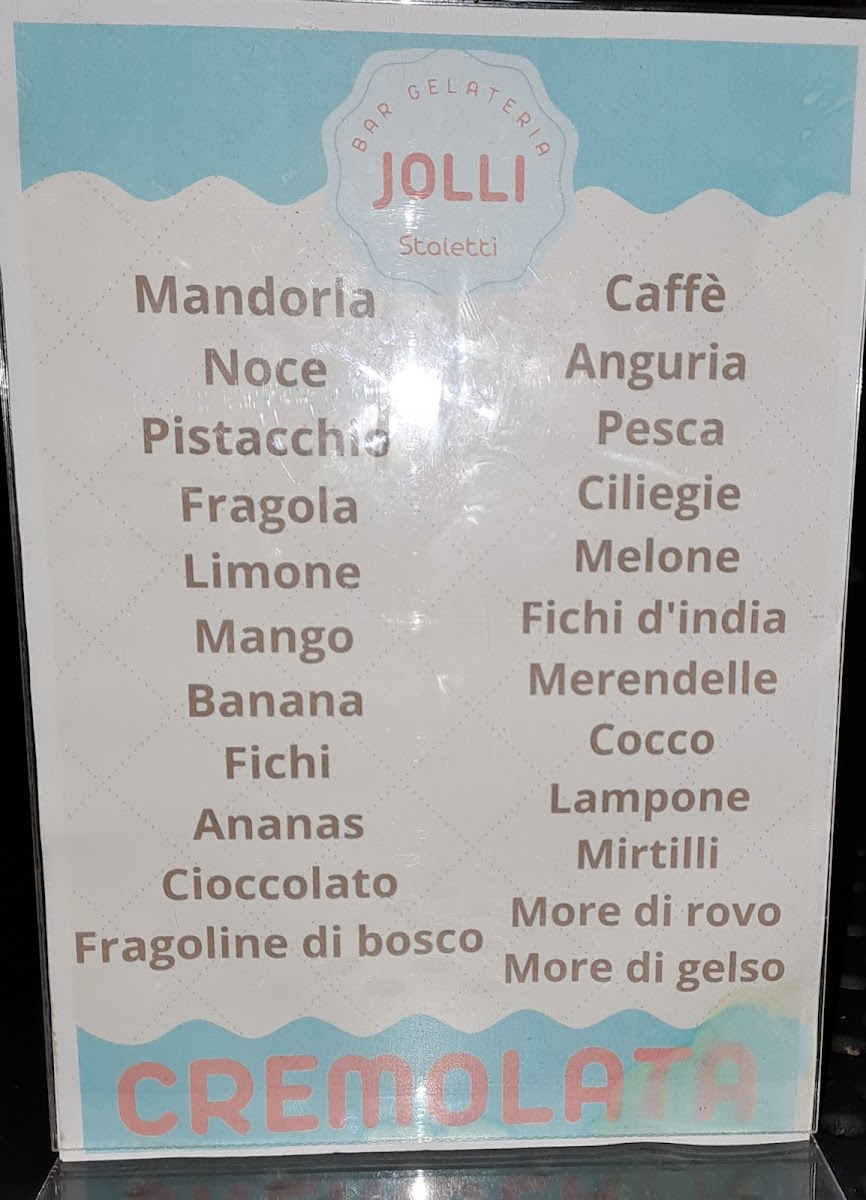 BAR GELATERIA
JOLLI
Stalettì
Mandorla
Noce
Pistacchio
Fragola
Limone
Mango
Banana
Fichi
Ananas
Cioccolato
Fragoline di bosco
Caffè
Anguria
Pesca
Ciliegie
Melone
Fichi d'india
Merendelle
Cocco
Lampone
Mirtilli
More di rovo
More di gelso
CREMOLATA